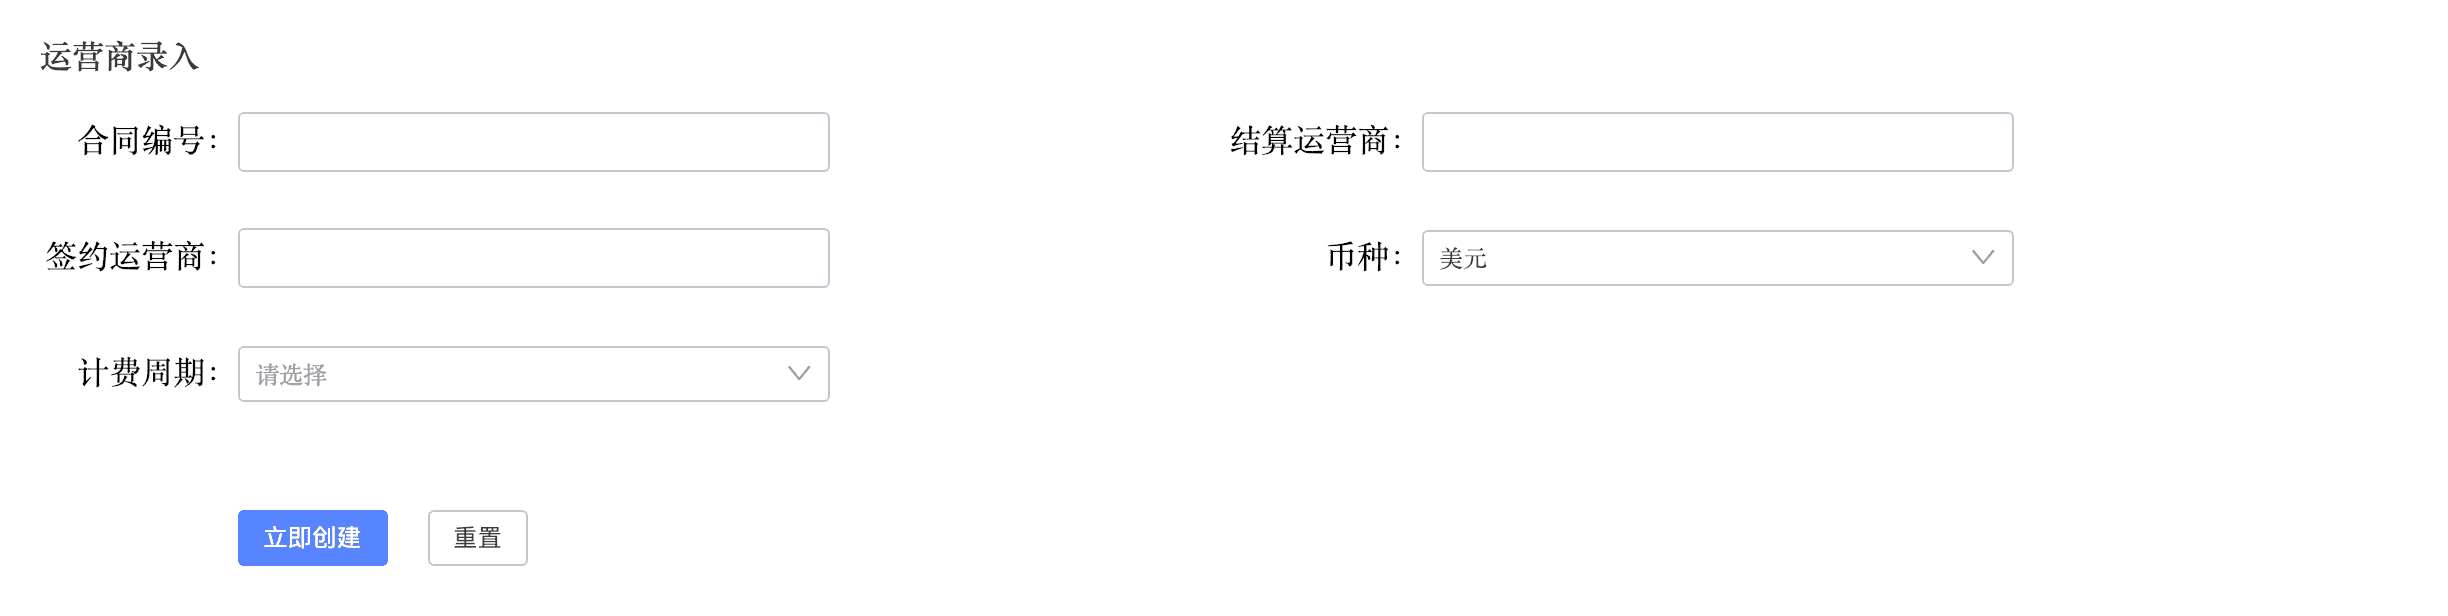 运营商录入
合同编号：
结算运营商：
签约运营商：
币种： 美元
计费周期： 请选择
立即创建 重置